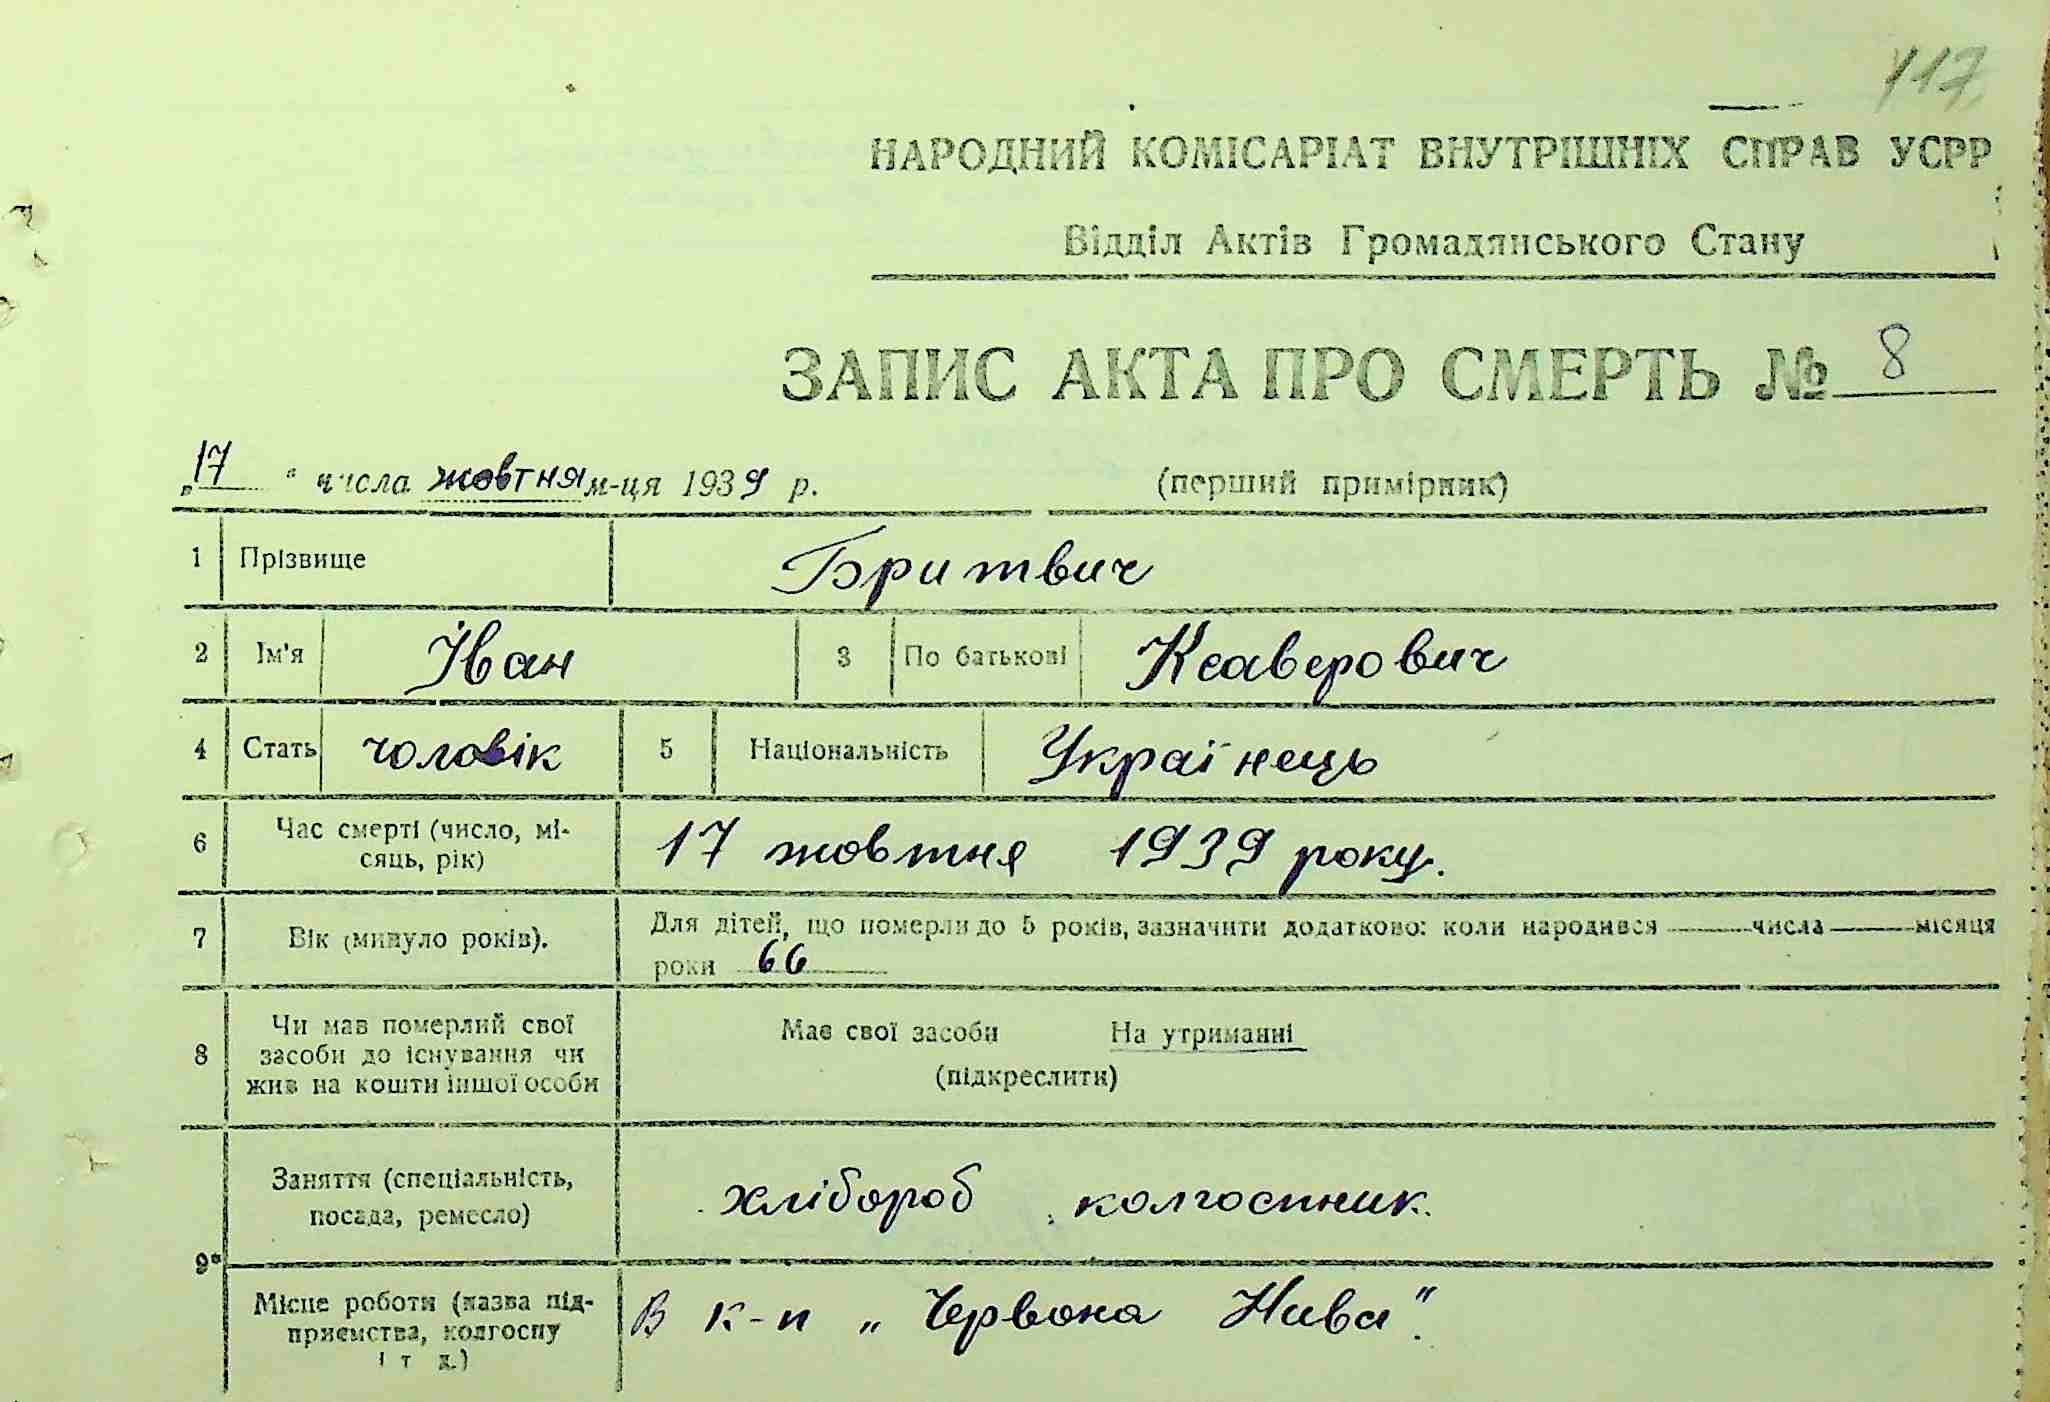 117
НАРОДНИЙ КОМІСАРІАТ ВНУТРІШНІХ СПРАВ УСРР
Відділ Актів Громадянського Стану
ЗАПИС АКТА ПРО СМЕРТЬ № 8
„17 " числа жовтня м-ця 1939 р. (перший примірник)
1 Прізвище Бритвич
2 Ім'я Іван 3 По батькові Ксаверович
4 Стать чоловік 5 Національність Українець
6 Час смерті (число, мі-
сяць, рік) 17 жовтня 1939 року.
7 Вік (минуло років). Для дітей, що померли до 5 років, зазначити додатково: коли народився числа місяця
роки 66
8 Чи мав померлий свої
засоби до існування чи
жив на кошти іншої особи
Має свої засоби На утриманні
(підкреслити)
9* Заняття (спеціальність,
посада, ремесло) хлібороб колгоспник.
Місце роботи (назва під-
приємства, колгоспу
і т д.)
В к-п „Червона Нива".